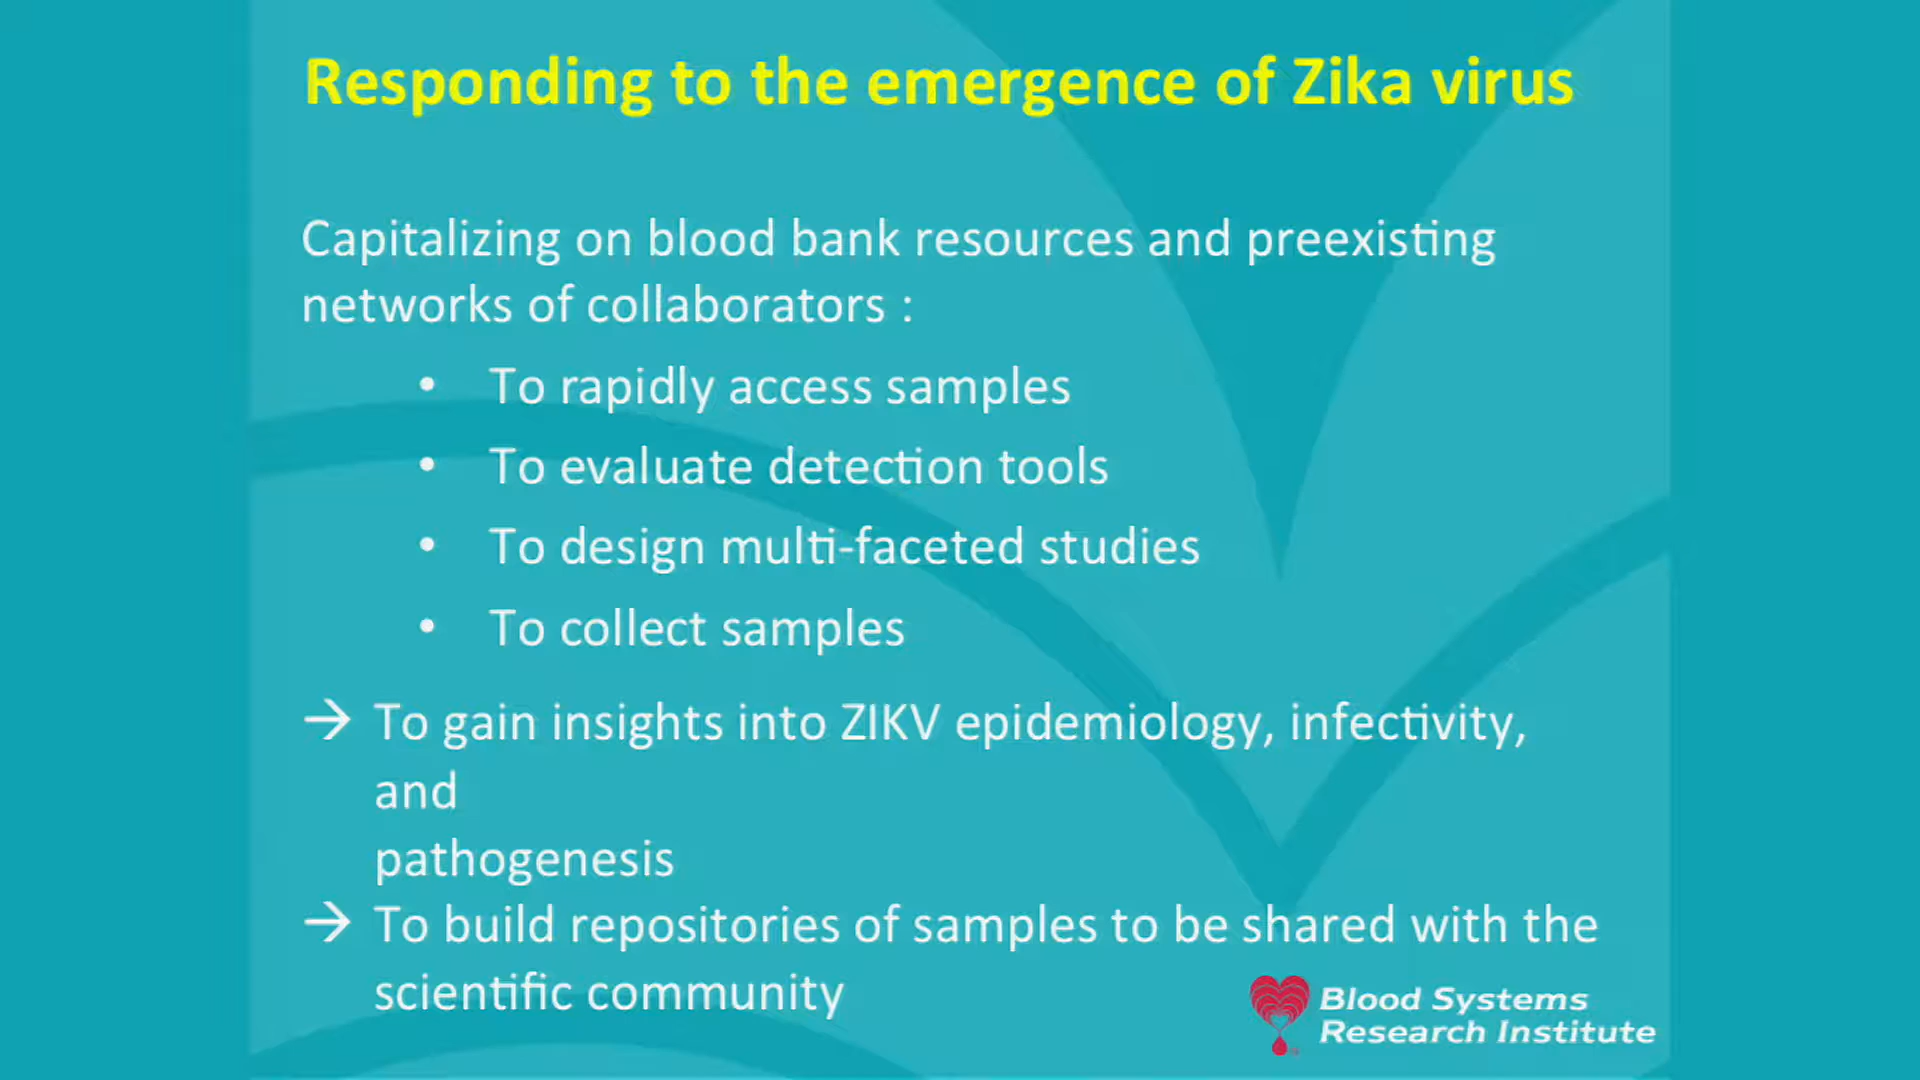 Responding to the emergence of Zika virus
Capitalizing on blood bank resources and preexisting
networks of collaborators :
• To rapidly access samples
• To evaluate detection tools
• To design multi-faceted studies
• To collect samples
→ To gain insights into ZIKV epidemiology, infectivity,
and
pathogenesis
→ To build repositories of samples to be shared with the
scientific community
Blood Systems
Research Institute